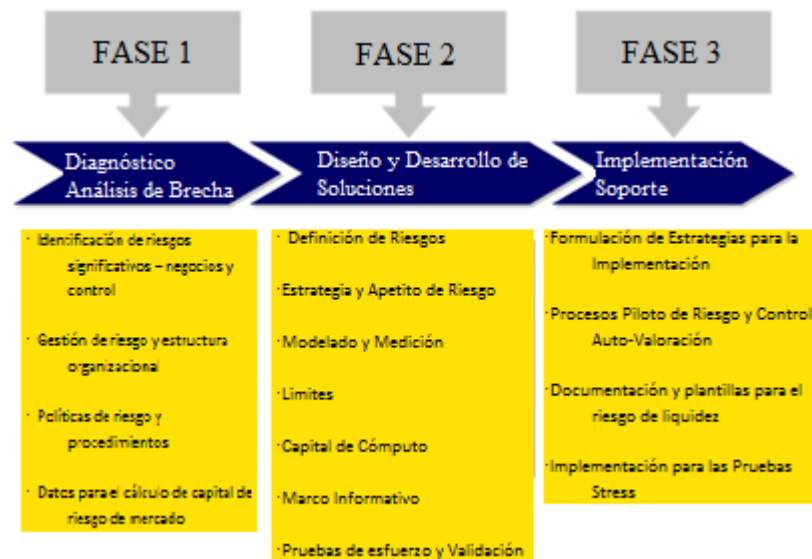 FASE 1
FASE 2
FASE 3
Diagnóstico
Análisis de Brecha
Diseño y Desarrollo de
Soluciones
Implementación
Soporte
· Identificación de riesgos
significativos – negocios y
control
· Gestión de riesgo y estructura
organizacional
· Políticas de riesgo y
procedimientos
· Datos para el cálculo de capital de
riesgo de mercado
· Definición de Riesgos
·Estrategia y Apetito de Riesgo
·Modelado y Medición
·Limites
·Capital de Cómputo
·Marco Informativo
·Pruebas de esfuerzo y Validación
·Formulación de Estrategias para la
Implementación
·Procesos Piloto de Riesgo y Control
Auto-Valoración
·Documentación y plantillas para el
riesgo de liquidez
·Implementación para las Pruebas
Stress